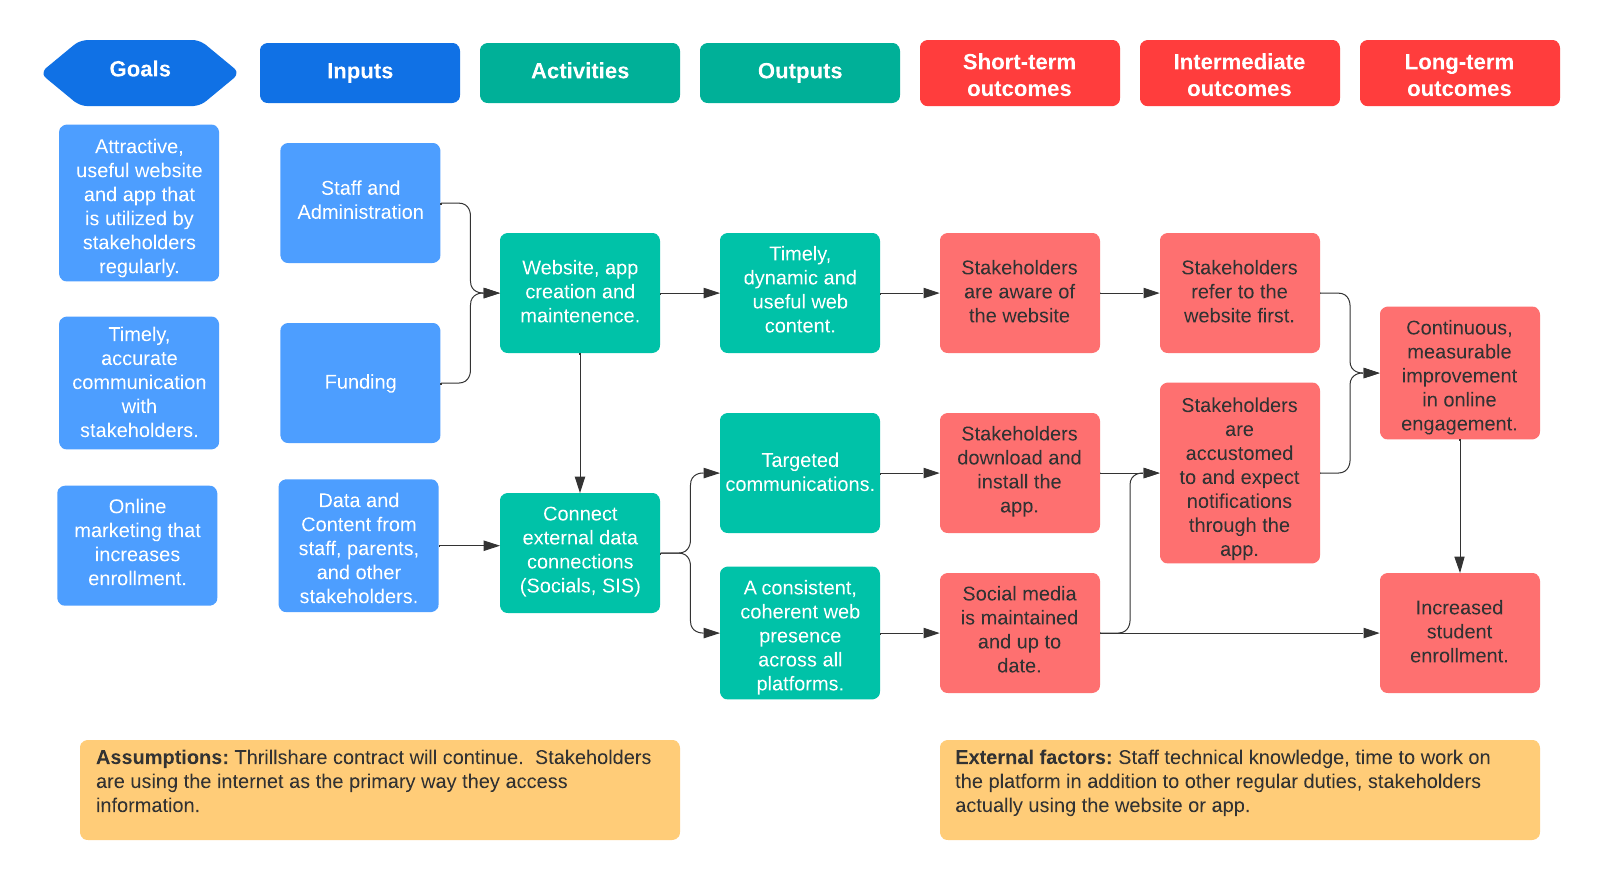 Goals
Inputs
Activities
Outputs
Short-term
outcomes
Intermediate
outcomes
Long-term
outcomes
Attractive,
useful website
and app that
is utilized by
stakeholders
regularly.
Timely,
accurate
communication
with
stakeholders.
Online
marketing that
increases
enrollment.
Staff and
Administration
Funding
Data and
Content from
staff, parents,
and other
stakeholders.
Website, app
creation and
maintenence.
Connect
external data
connections
(Socials, SIS)
Timely,
dynamic and
useful web
content.
Targeted
communications.
A consistent,
coherent web
presence
across all
platforms.
Stakeholders
are aware of
the website
Stakeholders
download and
install the
app.
Social media
is maintained
and up to
date.
Stakeholders
refer to the
website first.
Stakeholders
are
accustomed
to and expect
notifications
through the
app.
Continuous,
measurable
improvement
in online
engagement.
Increased
student
enrollment.
Assumptions: Thrillshare contract will continue.  Stakeholders
are using the internet as the primary way they access
information.
External factors: Staff technical knowledge, time to work on
the platform in addition to other regular duties, stakeholders
actually using the website or app.